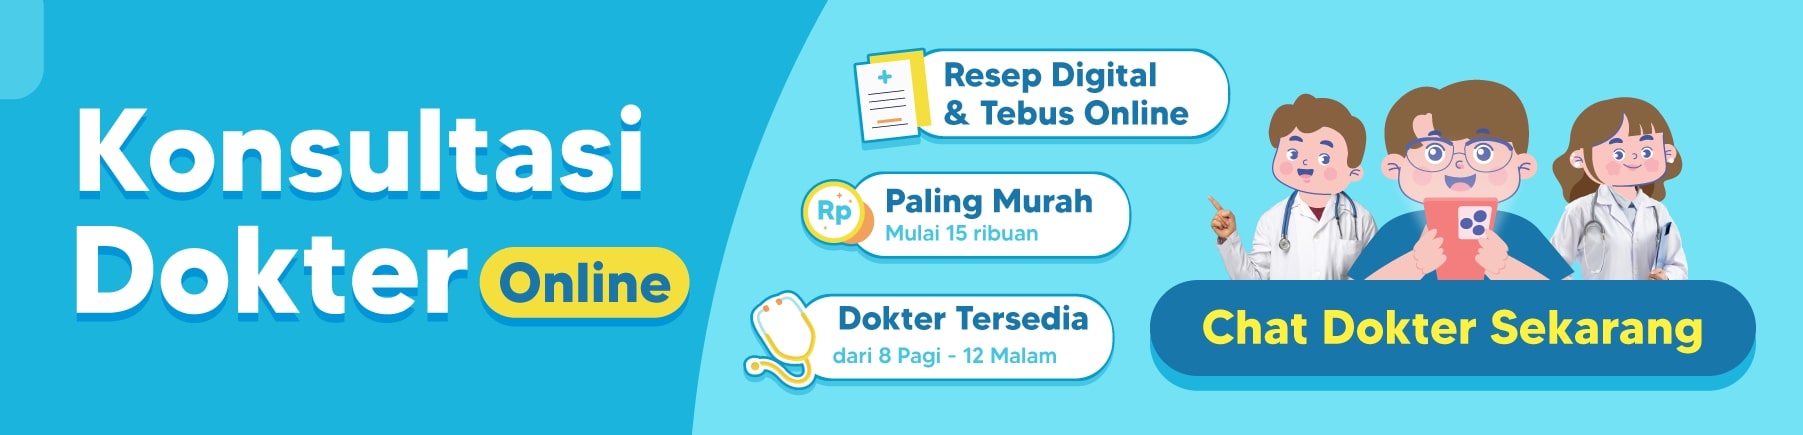 Konsultasi
Dokter Online
Resep Digital
& Tebus Online
Rp
Paling Murah
Mulai 15 ribuan
Dokter Tersedia
dari 8 Pagi - 12 Malam
Chat Dokter Sekarang